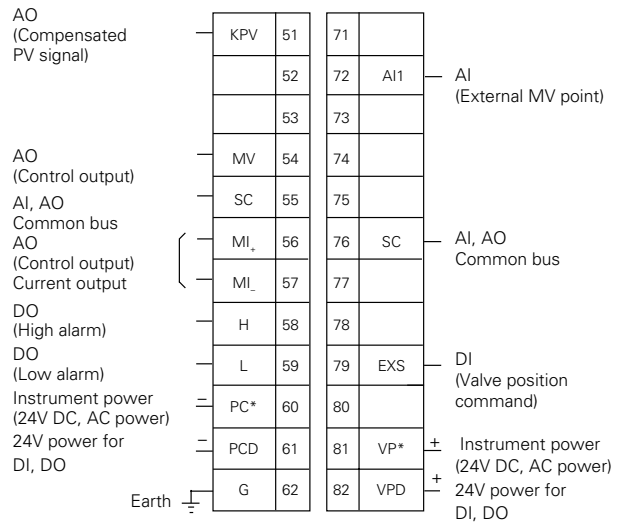 AO
(Compensated
PV signal)
KPV 51 71
52 72 AI1 AI
(External MV point)
53 73
AO
(Control output)
MV 54 74
AI, AO
Common bus
SC 55 75
AO
(Control output)
Current output
MI+ 56 76 SC AI, AO
Common bus
MI- 57 77
DO
(High alarm)
H 58 78
DO
(Low alarm)
L 59 79 EXS DI
(Valve position
command)
Instrument power
(24V DC, AC power)
− PC* 60 80
24V power for
DI, DO
− PCD 61 81 VP* + Instrument power
(24V DC, AC power)
Earth G 62 82 VPD + 24V power for
DI, DO